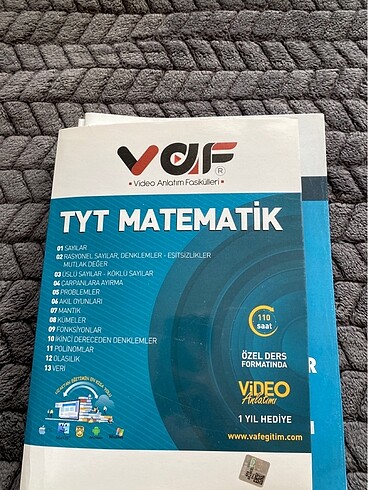 VAF
®
• Video Anlatım Fasikülleri •
TYT MATEMATİK
01 SAYILAR
02 RASYONEL SAYILAR, DENKLEMLER - EŞİTSİZLİKLER
MUTLAK DEĞER
03 ÜSLÜ SAYILAR - KÖKLÜ SAYILAR
04 ÇARPANLARA AYIRMA
05 PROBLEMLER
06 AKIL OYUNLARI
07 MANTIK
08 KÜMELER
09 FONKSİYONLAR
10 İKİNCİ DERECEDEN DENKLEMLER
11 POLİNOMLAR
12 OLASILIK
13 VERİ
110
saat
ÖZEL DERS
FORMATINDA
VİDEO
Anlatımı
1 YIL HEDİYE
www.vafegitim.com
R